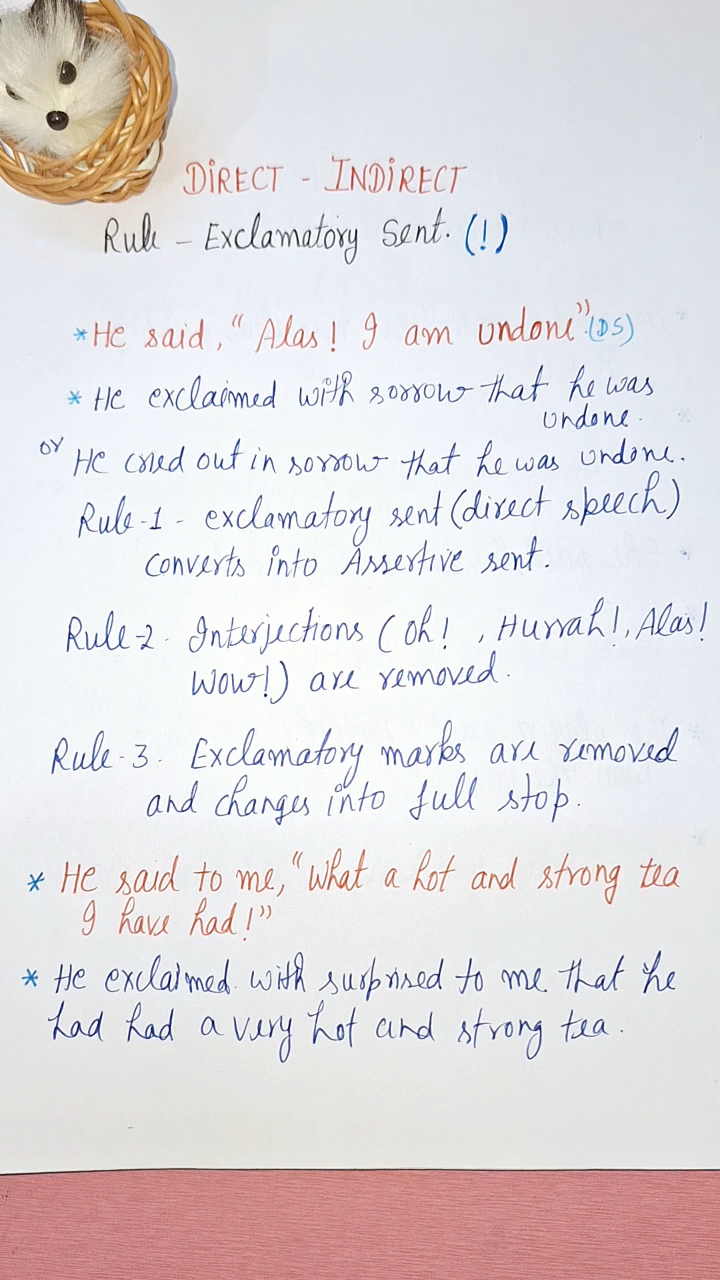 DIRECT - INDIRECT
Rule - Exclamatory Sent. (!)
* He said, "Alas! I am undone". (DS)
* He exclaimed with sorrow that he was
undone.
or He cried out in sorrow that he was undone.
Rule-1 - exclamatory sent (direct speech)
converts into Assertive sent.
Rule-2. Interjections (Oh! , Hurrah!, Alas!
Wow!) are removed.
Rule-3. Exclamatory marks are removed
and changes into full stop.
* He said to me, "What a hot and strong tea
I have had!"
* He exclaimed with surprised to me that he
had had a very hot and strong tea.